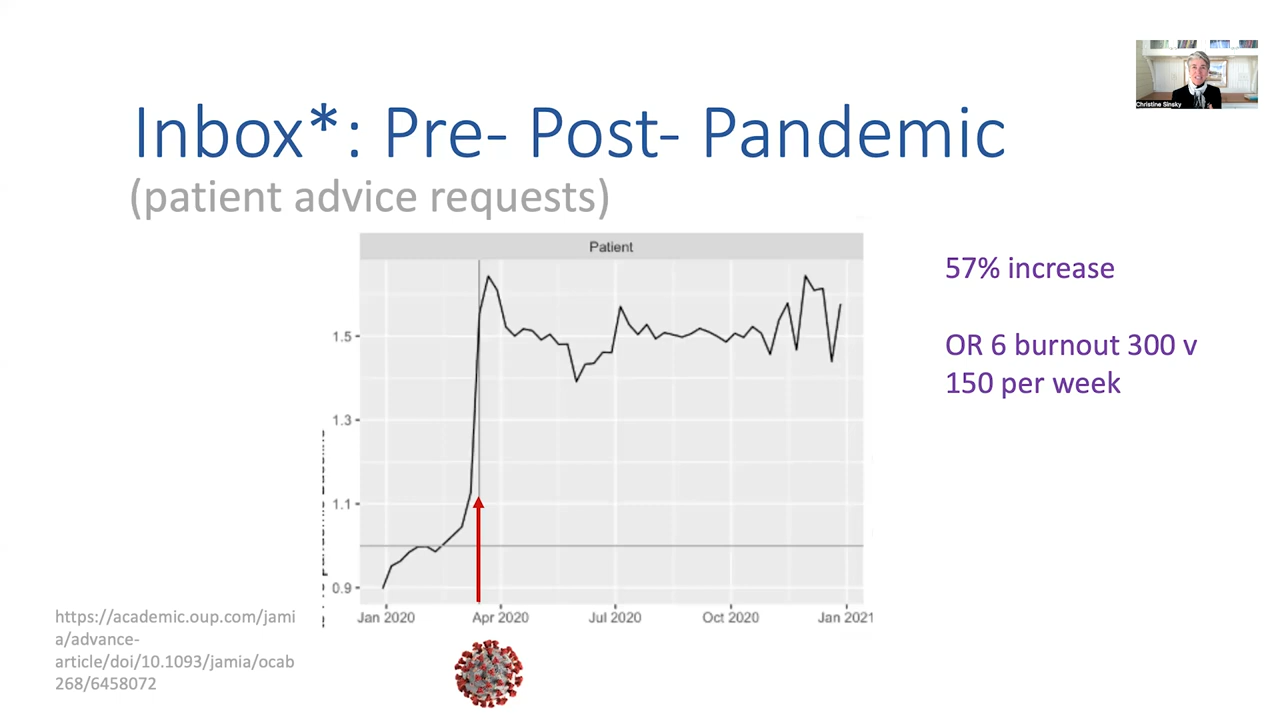 Christine Sinsky
Inbox*: Pre- Post- Pandemic
(patient advice requests)
Patient
1.5
1.3
1.1
0.9
Jan 2020
Apr 2020
Jul 2020
Oct 2020
Jan 2021
57% increase
OR 6 burnout 300 v
150 per week
https://academic.oup.com/jami
a/advance-
article/doi/10.1093/jamia/ocab
268/6458072